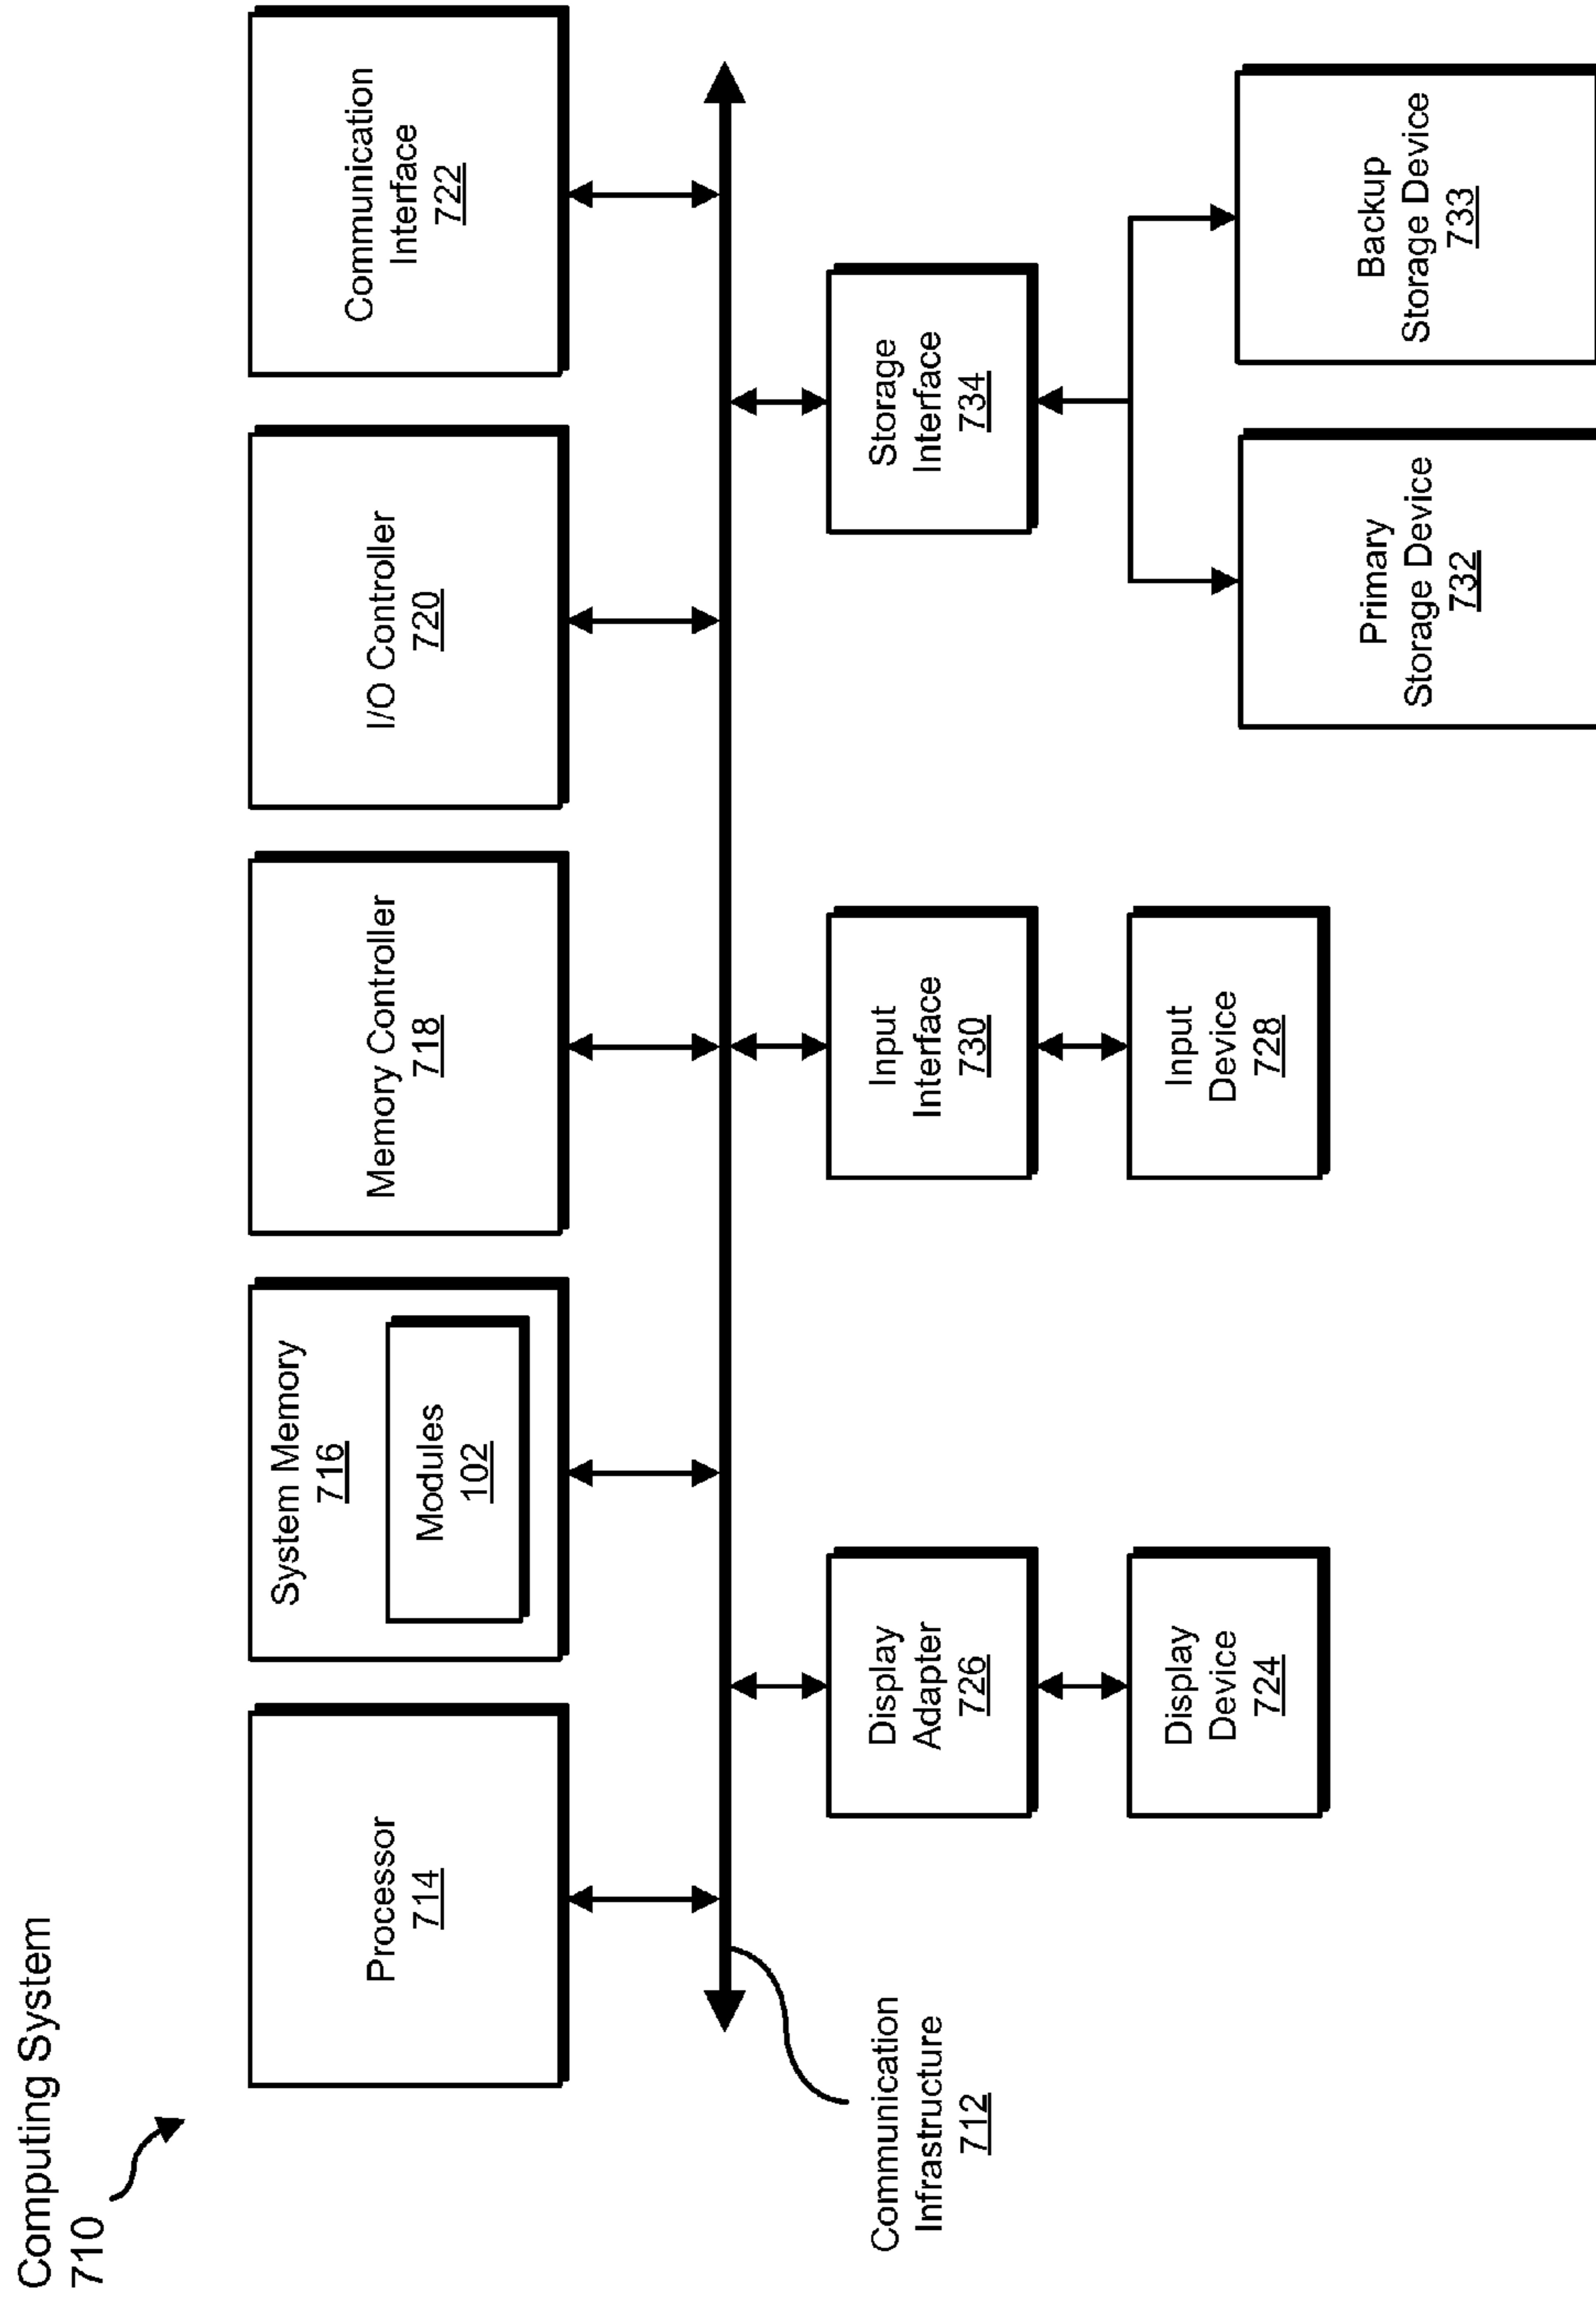 Computing System
710
Processor
714
System Memory
716
Modules
102
Memory Controller
718
I/O Controller
720
Communication
Interface
722
Communication
Infrastructure
712
Display
Adapter
726
Input
Interface
730
Storage
Interface
734
Display
Device
724
Input
Device
728
Primary
Storage Device
732
Backup
Storage Device
733